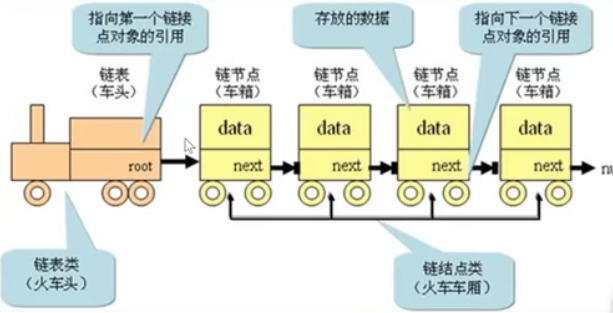 指向第一个链接
点对象的引用
存放的数据
指向下一个链接
点对象的引用
链表
（车头）
链节点
（车箱）
链节点
（车箱）
链节点
（车箱）
链节点
（车箱）
data
data
data
data
root
next
next
next
next
链表类
（火车头）
链结点类
（火车车厢）